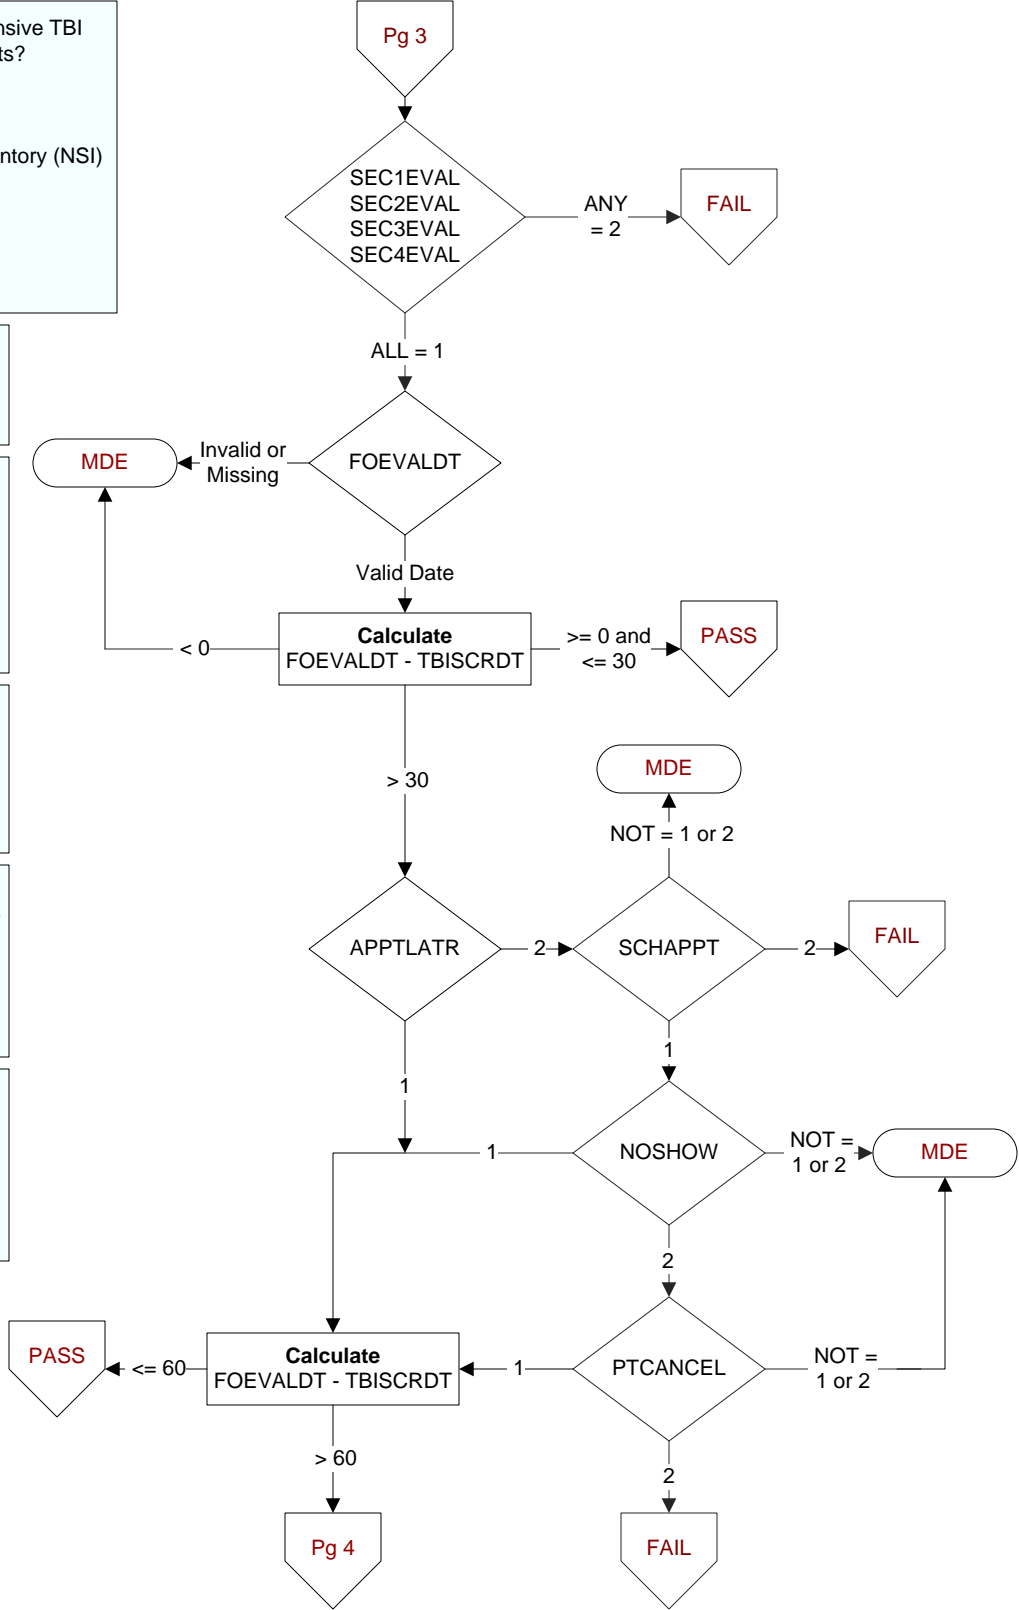 nsive TBI
ts?
ntory (NSI)
Pg 3
SEC1EVAL
SEC2EVAL
SEC3EVAL
SEC4EVAL
ANY
= 2
FAIL
ALL = 1
FOEVALDT
Invalid or
Missing
MDE
Valid Date
Calculate
FOEVALDT - TBISCRDT
< 0
>= 0 and
<= 30
PASS
> 30
MDE
NOT = 1 or 2
APPTLATR
2
SCHAPPT
2
FAIL
1
1
NOSHOW
1
NOT =
1 or 2
MDE
2
PTCANCEL
NOT =
1 or 2
1
Calculate
FOEVALDT - TBISCRDT
<= 60
PASS
> 60
2
Pg 4
FAIL